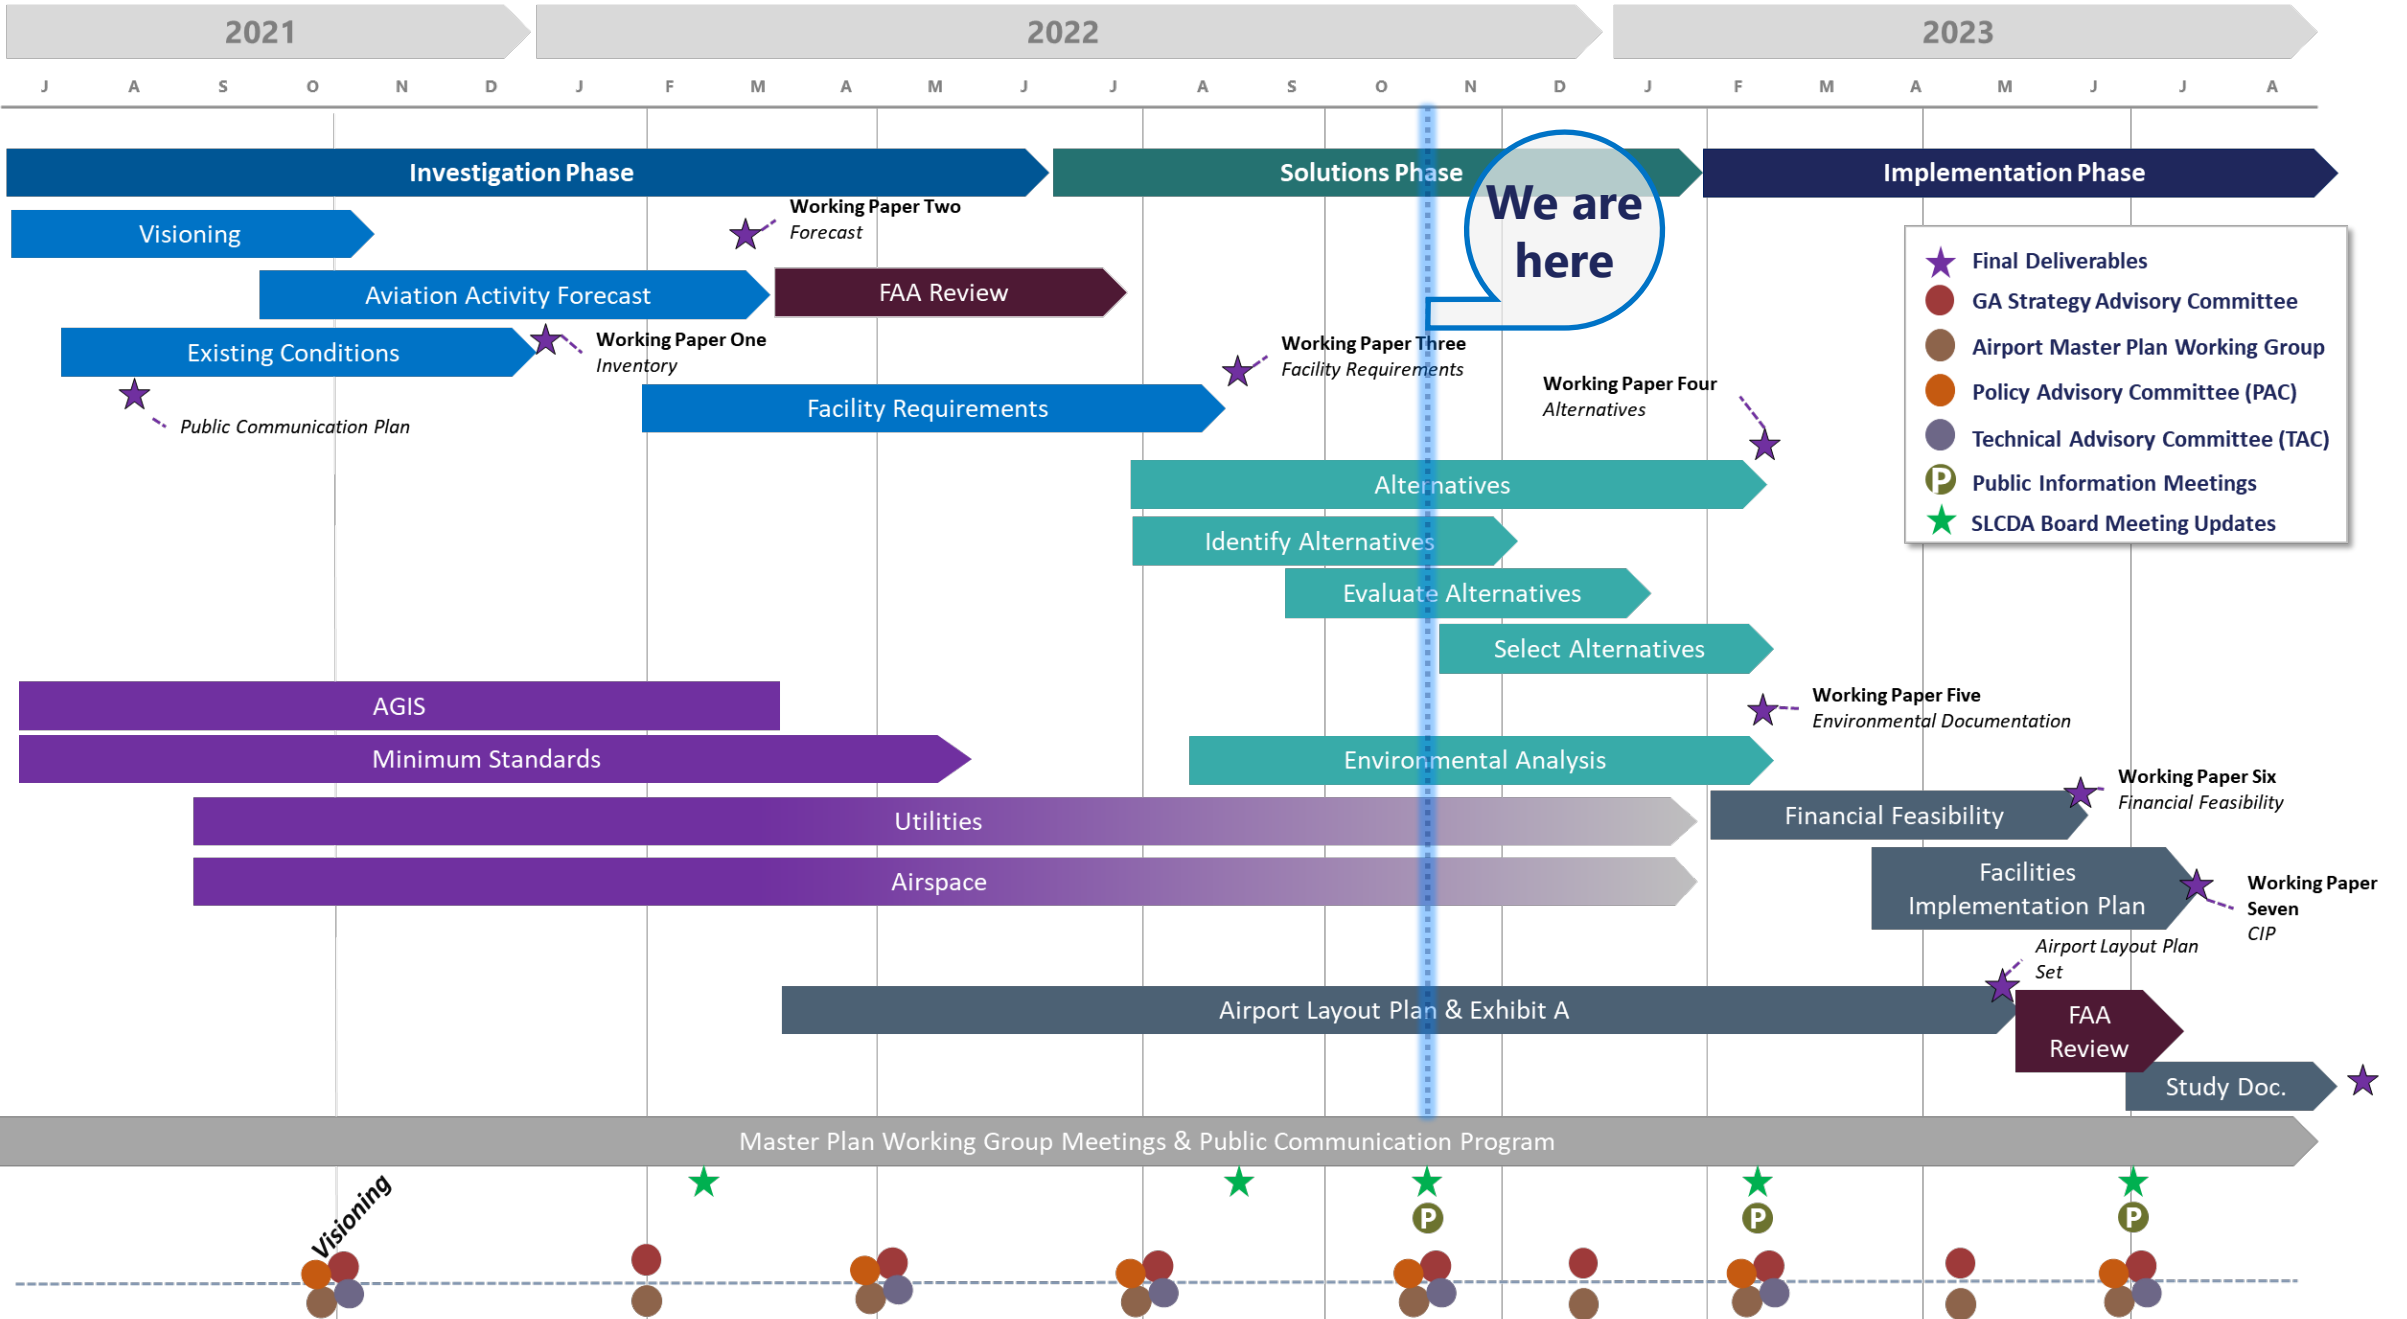 2021 2022 2023
J A S O N D J F M A M J J A S O N D J F M A M J J A
Investigation Phase
Solutions Phase
Implementation Phase
We are
here
Visioning
Working Paper Two
Forecast
Aviation Activity Forecast
FAA Review
Existing Conditions
Working Paper One
Inventory
Working Paper Three
Facility Requirements
Public Communication Plan
Facility Requirements
Working Paper Four
Alternatives
Final Deliverables
GA Strategy Advisory Committee
Airport Master Plan Working Group
Policy Advisory Committee (PAC)
Technical Advisory Committee (TAC)
P Public Information Meetings
SLCDA Board Meeting Updates
Alternatives
Identify Alternatives
Evaluate Alternatives
Select Alternatives
AGIS
Working Paper Five
Environmental Documentation
Minimum Standards
Environmental Analysis
Working Paper Six
Financial Feasibility
Utilities
Financial Feasibility
Airspace
Facilities
Implementation Plan
Working Paper
Seven
CIP
Airport Layout Plan
Set
Airport Layout Plan & Exhibit A
FAA
Review
Study Doc.
Master Plan Working Group Meetings & Public Communication Program
Visioning
P P P